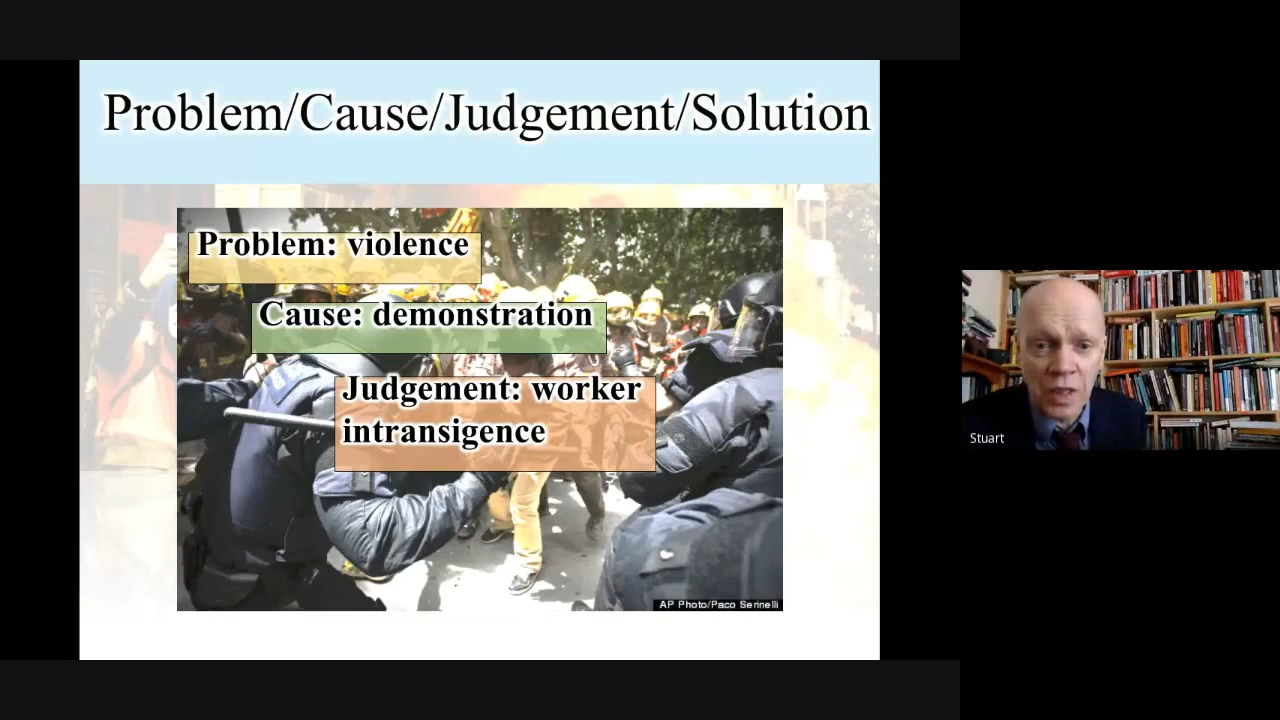 Problem/Cause/Judgement/Solution
Problem: violence
Cause: demonstration
Judgement: worker
intransigence
AP Photo/Paco Serinelli
Stuart